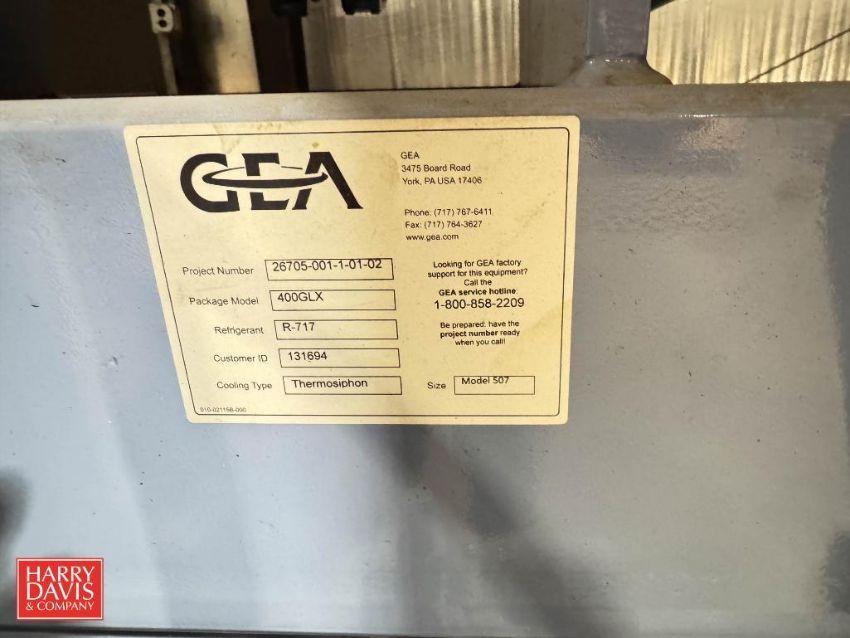 GEA
GEA
3475 Board Road
York, PA USA 17406
Phone: (717) 767-6411
Fax: (717) 764-3627
www.gea.com
Project Number 26705-001-1-01-02
Package Model 400GLX
Refrigerant R-717
Customer ID 131694
Cooling Type Thermosiphon
Looking for GEA factory
support for this equipment?
Call the
GEA service hotline:
1-800-858-2209
Be prepared: have the
project number ready
when you call!
Size Model 507
910-02115B-000
HARRY
DAVIS
& COMPANY